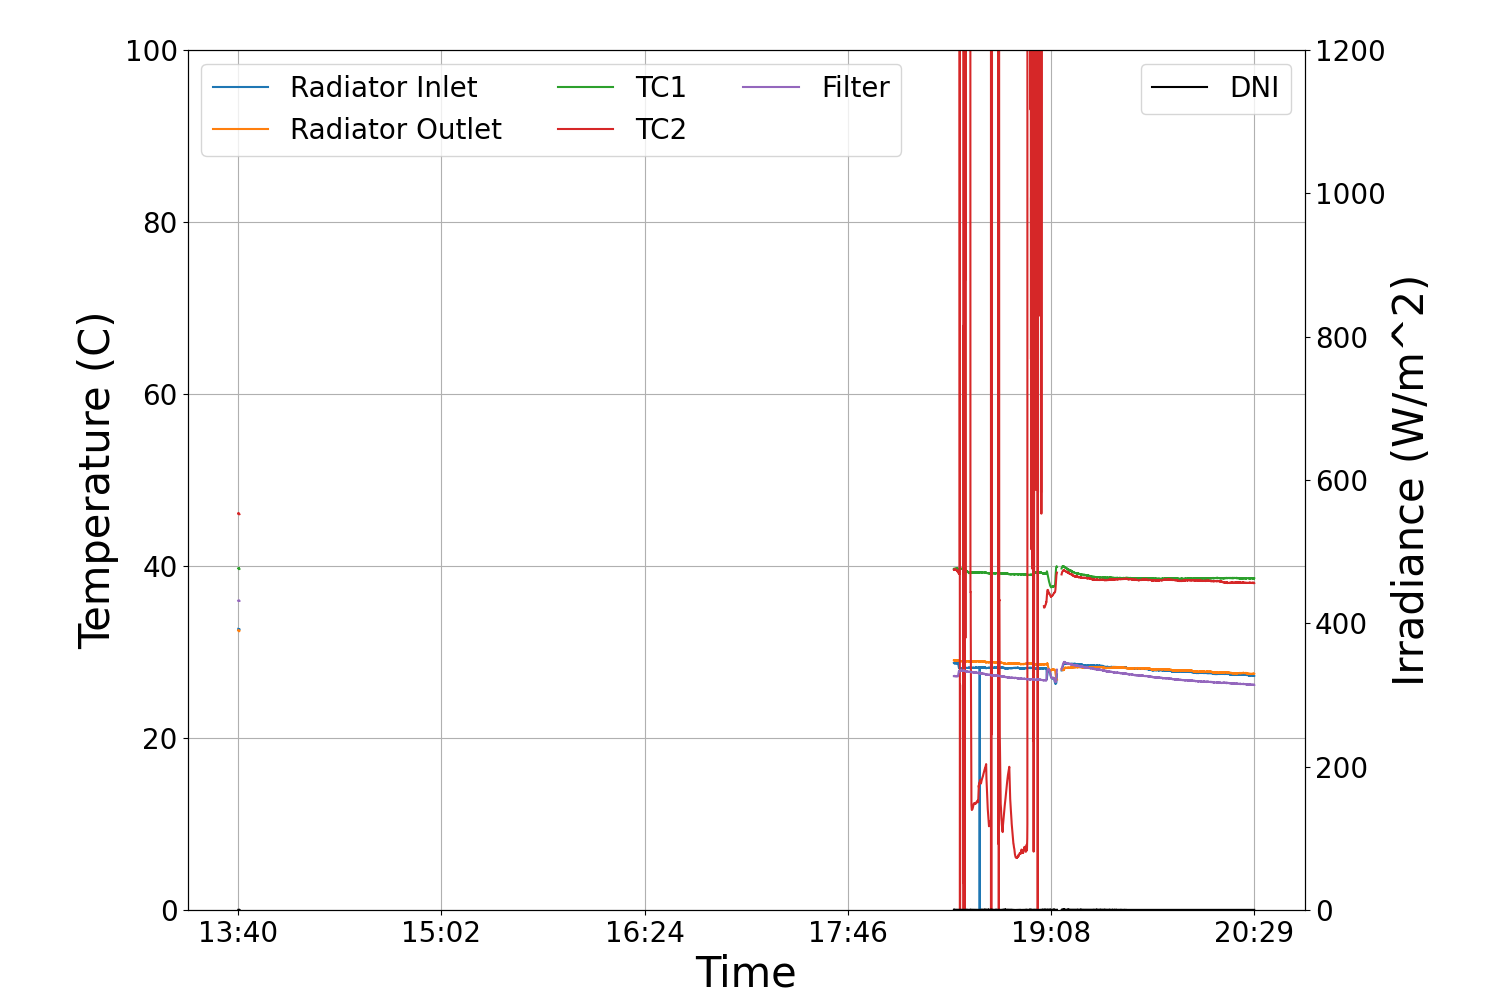 100
80
60
40
20
0
Temperature (C)
Radiator Inlet
Radiator Outlet
TC1
TC2
Filter
DNI
1200
1000
800
600
400
200
0
Irradiance (W/m^2)
13:40 15:02 16:24 17:46 19:08 20:29
Time